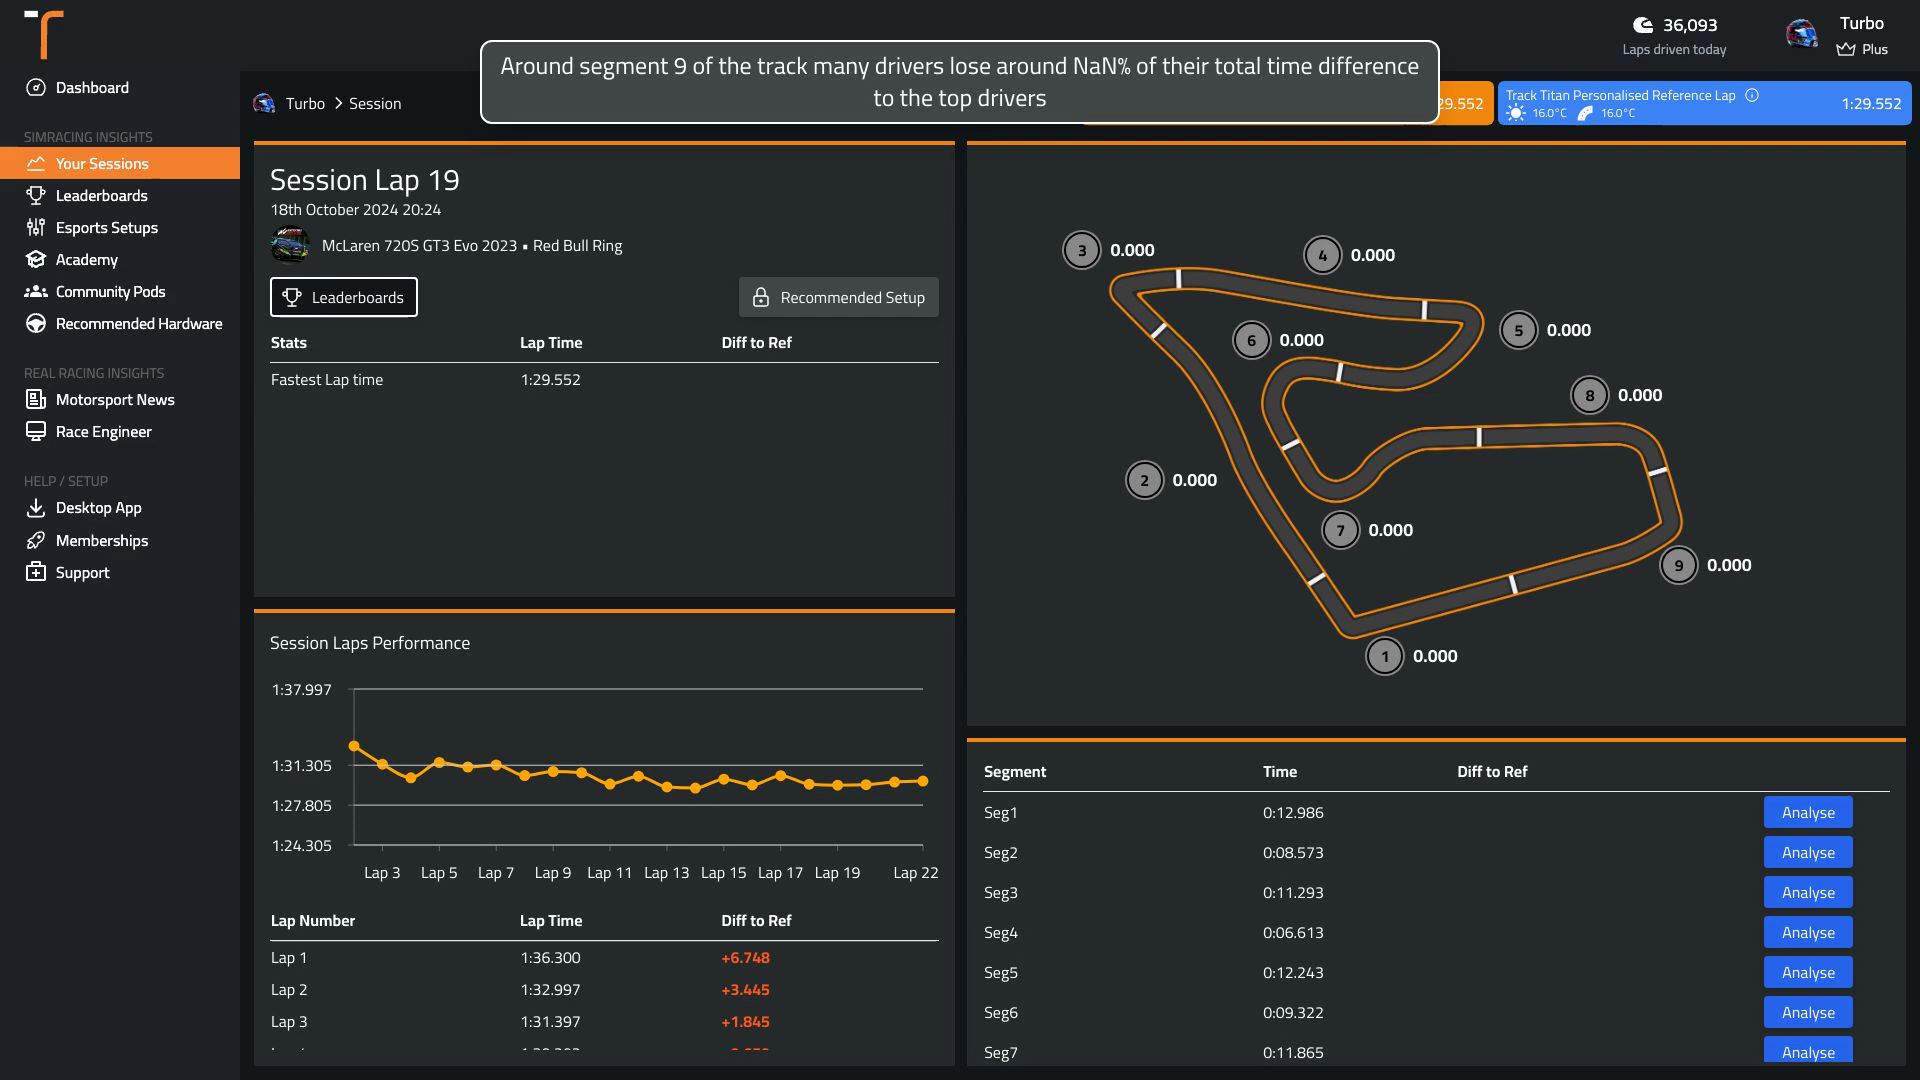 36,093
Laps driven today
Turbo
Plus
Dashboard
SIMRACING INSIGHTS
Your Sessions
Leaderboards
Esports Setups
Academy
Community Pods
Recommended Hardware
REAL RACING INSIGHTS
Motorsport News
Race Engineer
HELP / SETUP
Desktop App
Memberships
Support
Turbo > Session
Around segment 9 of the track many drivers lose around NaN% of their total time difference
to the top drivers
29.552
Track Titan Personalised Reference Lap
16.0°C 16.0°C
1:29.552
Session Lap 19
18th October 2024 20:24
McLaren 720S GT3 Evo 2023 • Red Bull Ring
Leaderboards
Recommended Setup
Stats Lap Time Diff to Ref
Fastest Lap time 1:29.552
Session Laps Performance
1:37.997
1:31.305
1:27.805
1:24.305
Lap 3 Lap 5 Lap 7 Lap 9 Lap 11 Lap 13 Lap 15 Lap 17 Lap 19 Lap 22
Lap Number Lap Time Diff to Ref
Lap 1 1:36.300 +6.748
Lap 2 1:32.997 +3.445
Lap 3 1:31.397 +1.845
3 0.000
4 0.000
5 0.000
6 0.000
8 0.000
2 0.000
7 0.000
9 0.000
1 0.000
Segment Time Diff to Ref
Seg1 0:12.986 Analyse
Seg2 0:08.573 Analyse
Seg3 0:11.293 Analyse
Seg4 0:06.613 Analyse
Seg5 0:12.243 Analyse
Seg6 0:09.322 Analyse
Seg7 0:11.865 Analyse